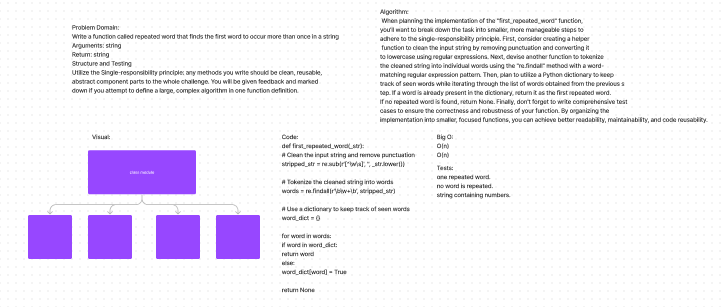 Problem Domain:
Write a function called repeated word that finds the first word to occur more than once in a string
Arguments: string
Return: string
Structure and Testing
Utilize the Single-responsibility principle: any methods you write should be clean, reusable,
abstract component parts to the whole challenge. You will be given feedback and marked
down if you attempt to define a large, complex algorithm in one function definition.
Algorithm:
When planning the implementation of the "first_repeated_word" function,
you'll want to break down the task into smaller, more manageable steps to
adhere to the single-responsibility principle. First, consider creating a helper
function to clean the input string by removing punctuation and converting it
to lowercase using regular expressions. Next, devise another function to tokenize
the cleaned string into individual words using the "re.findall" method with a word-
matching regular expression pattern. Then, plan to utilize a Python dictionary to keep
track of seen words while iterating through the list of words obtained from the previous s
tep. If a word is already present in the dictionary, return it as the first repeated word.
If no repeated word is found, return None. Finally, don't forget to write comprehensive test
cases to ensure the correctness and robustness of your function. By organizing the
implementation into smaller, focused functions, you can achieve better readability, maintainability, and code reusability.
Visual:
Code:
def first_repeated_word(_str):
# Clean the input string and remove punctuation
stripped_str = re.sub(r'[^\w\s]', '', _str.lower())
# Tokenize the cleaned string into words
words = re.findall(r'\b\w+\b', stripped_str)
# Use a dictionary to keep track of seen words
word_dict = {}
for word in words:
if word in word_dict:
return word
else:
word_dict[word] = True
return None
Big O:
O(n)
O(n)
Tests:
one repeated word.
no word is repeated.
string containing numbers.